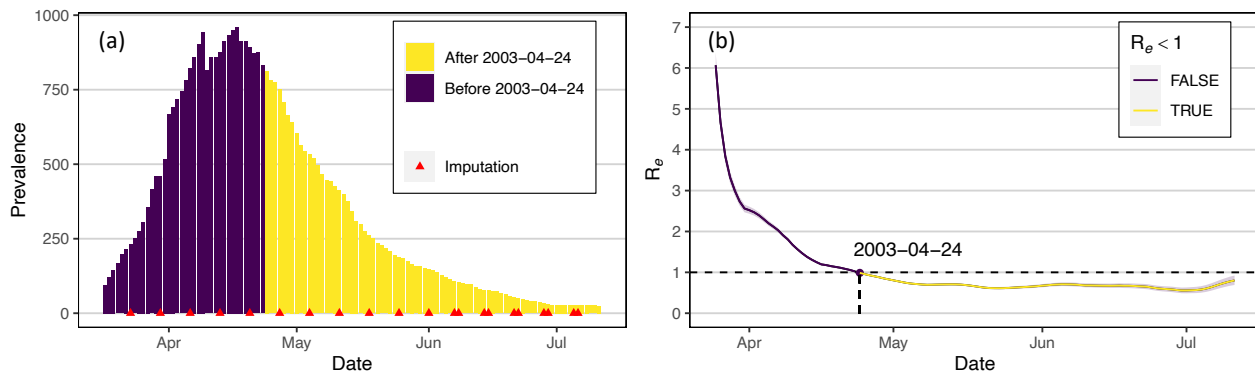 (a)
Prevalence
1000
750
500
250
0
After 2003−04−24
Before 2003−04−24
Imputation
Apr May Jun Jul
Date
(b)
Re
7
6
5
4
3
2
1
0
Re < 1
FALSE
TRUE
2003−04−24
Apr May Jun Jul
Date